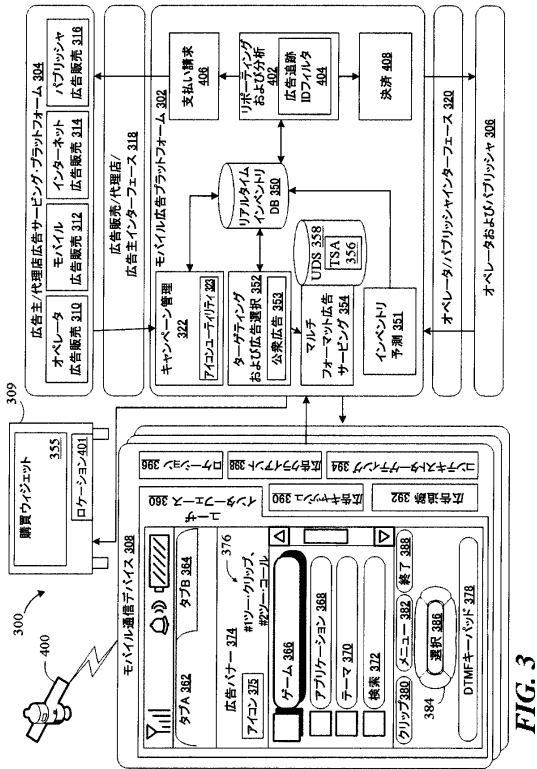 300
400
309
購買ウィジェット
355
ロケーション 401
モバイル通信デバイス 308
タブA 362
タブB 364
広告バナー 374
アイコン 375
376
#1ツー・クリップ、
#2ツー・コール
ゲーム 366
アプリケーション 368
テーマ 370
検索 372
クリップ 380
メニュー 382
終了 388
選択 386
384
DTMFキーパッド 378
ユーザ
インターフェース 360
広告キャッシュ 390
広告追跡 392
ロケーション 396
広告クライアント 398
コンテキストターゲティング 394
広告主/代理店広告サービング・プラットフォーム 304
オペレータ
広告販売 310
モバイル
広告販売 312
インターネット
広告販売 314
パブリッシャ
広告販売 316
広告販売/代理店/
広告主インターフェース 318
モバイル広告プラットフォーム 302
キャンペーン管理
322
アイコンユーティリティ 323
ターゲティング
および広告選択 352
公衆広告 353
マルチ
フォーマット広告
サービング 354
UDS 358
TSA
356
インベントリ
予測 351
リアルタイム
インベントリ
DB 350
支払い請求
406
リポーティング
および分析 402
広告追跡
IDフィルタ
404
決済 408
オペレータ/パブリッシャインターフェース 320
オペレータおよびパブリッシャ 306
FIG. 3